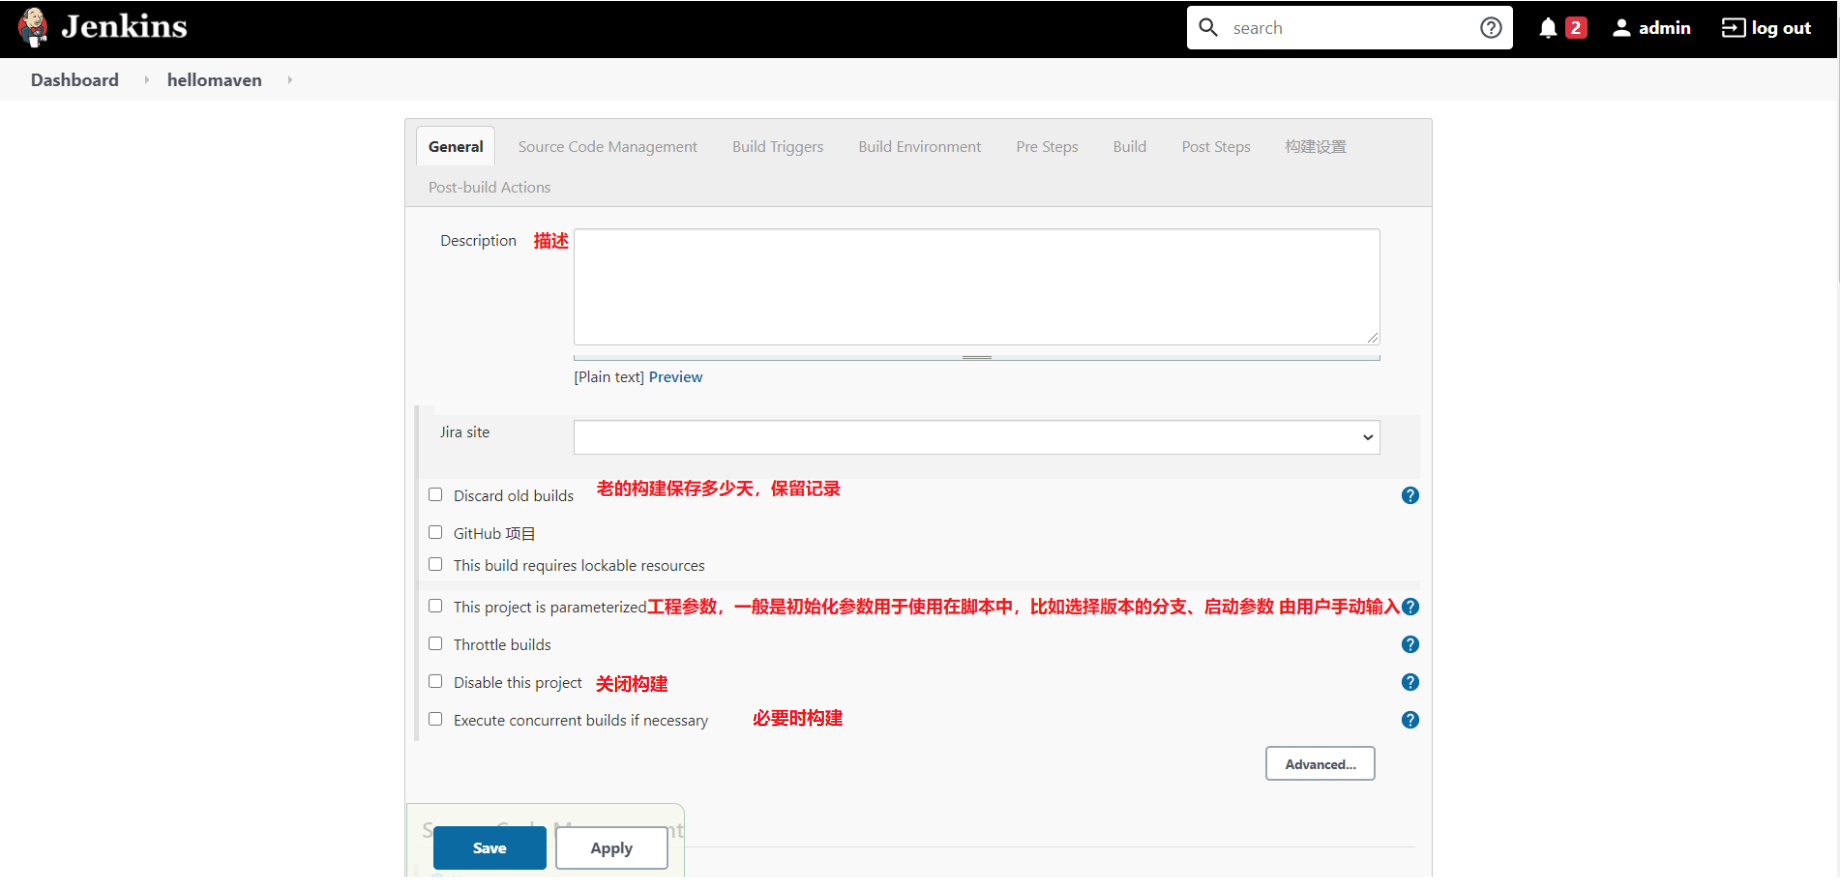 Jenkins
search
2
admin
log out
Dashboard
hellomaven
General
Source Code Management
Build Triggers
Build Environment
Pre Steps
Build
Post Steps
构建设置
Post-build Actions
Description 描述
[Plain text] Preview
Jira site
Discard old builds 老的构建保存多少天，保留记录
GitHub 项目
This build requires lockable resources
This project is parameterized工程参数，一般是初始化参数用于使用在脚本中，比如选择版本的分支、启动参数 由用户手动输入
Throttle builds
Disable this project 关闭构建
Execute concurrent builds if necessary 必要时构建
Advanced...
Save
Apply